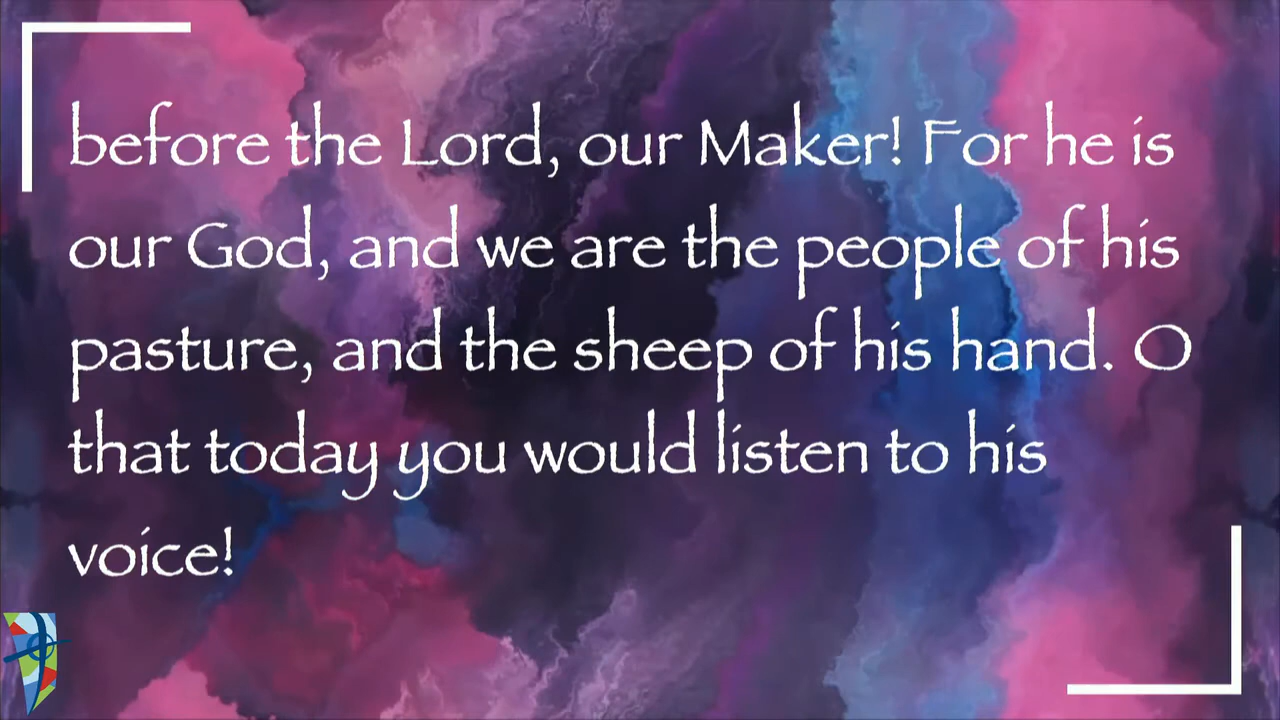 before the Lord, our Maker! For he is
our God, and we are the people of his
pasture, and the sheep of his hand. O
that today you would listen to his
voice!